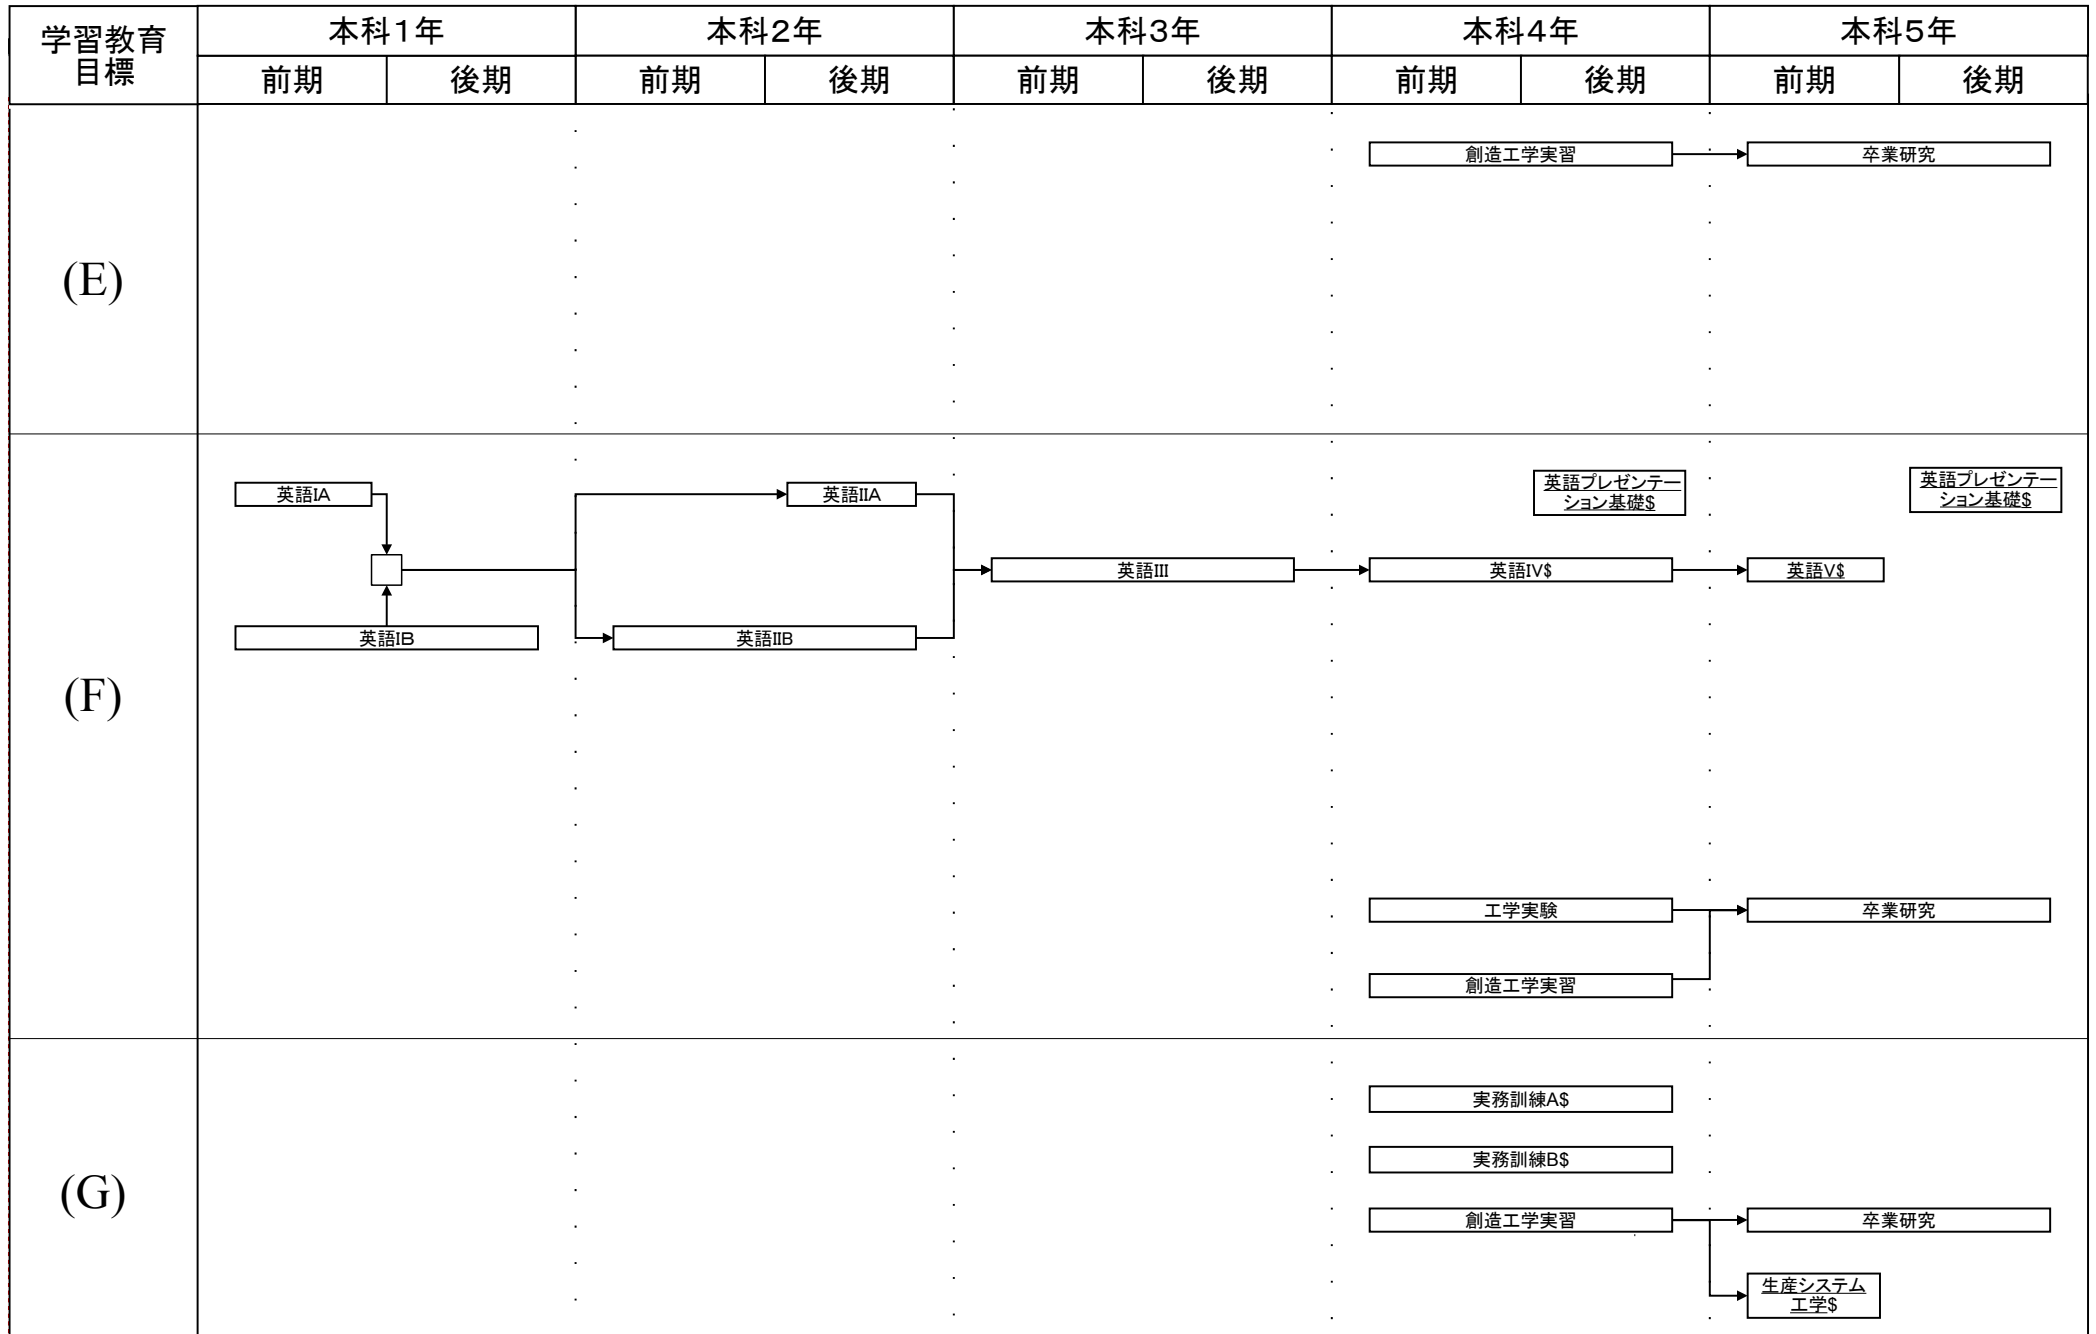 学習教育
目標
本科1年
本科2年
本科3年
本科4年
本科5年
前期
後期
前期
後期
前期
後期
前期
後期
前期
後期
(E)
創造工学実習
卒業研究
(F)
英語IA
英語IIA
英語プレゼンテー
ション基礎$
英語プレゼンテー
ション基礎$
英語III
英語IV$
英語V$
英語IB
英語IIB
工学実験
卒業研究
創造工学実習
(G)
実務訓練A$
実務訓練B$
創造工学実習
卒業研究
生産システム
工学$